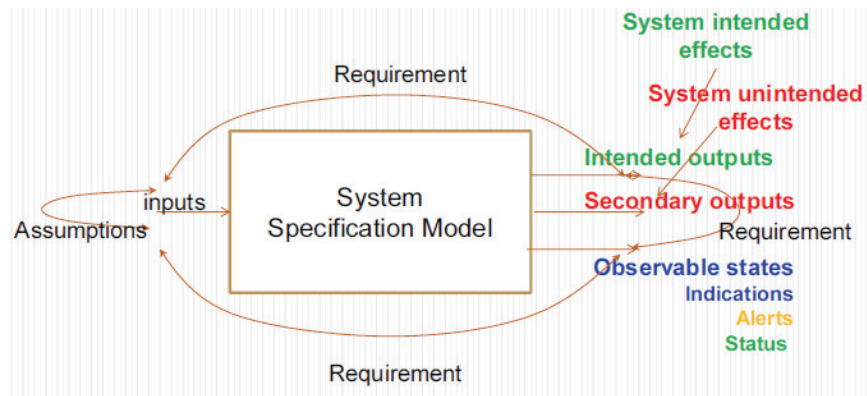 System intended
effects
Requirement
System unintended
effects
Intended outputs
System
Specification Model
inputs
Secondary outputs
Assumptions
Requirement
Observable states
Indications
Alerts
Status
Requirement